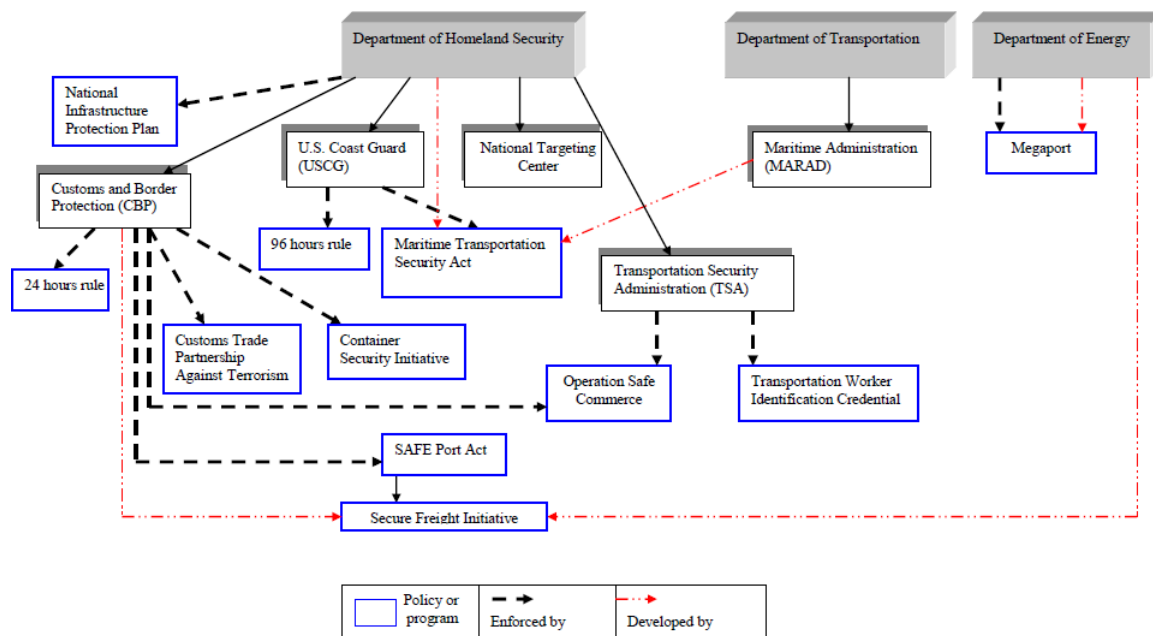 Department of Homeland Security
Department of Transportation
Department of Energy
National
Infrastructure
Protection Plan
U.S. Coast Guard
(USCG)
National Targeting
Center
Maritime Administration
(MARAD)
Megaport
Customs and Border
Protection (CBP)
96 hours rule
Maritime Transportation
Security Act
24 hours rule
Transportation Security
Administration (TSA)
Customs Trade
Partnership
Against Terrorism
Container
Security Initiative
Operation Safe
Commerce
Transportation Worker
Identification Credential
SAFE Port Act
Secure Freight Initiative
Policy or
program
Enforced by
Developed by